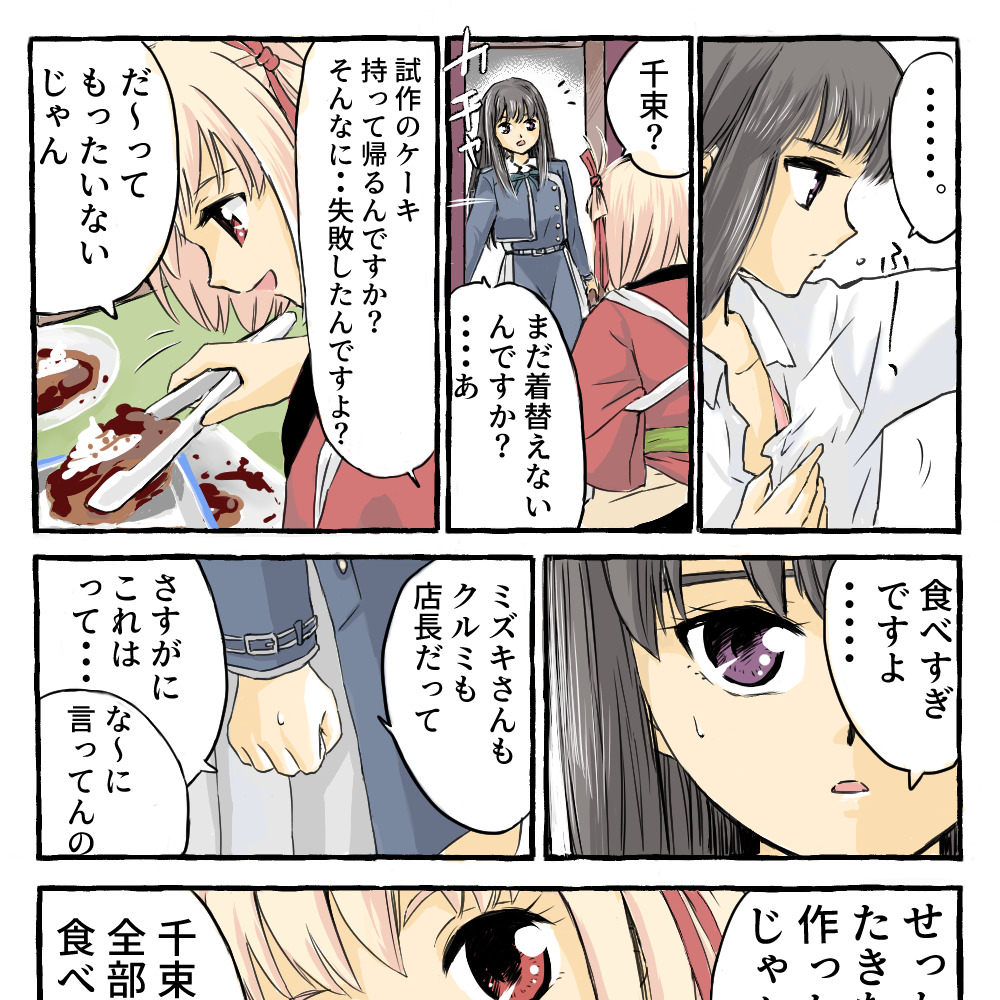 ・・・・・・。
ふー
千束？
カチャ
まだ着替えない
んですか？
・・・・あ
試作のケーキ
持って帰るんですか？
そんなに・・失敗したんですよ？
だ～って
もったいない
じゃん
食べすぎ
ですよ
・・・・
ミズキさんも
クルミも
店長だって
さすがに
これは
って・・・
な～に
言ってんの
せっ
たき
作っ
じゃ
千束
全部
食べ